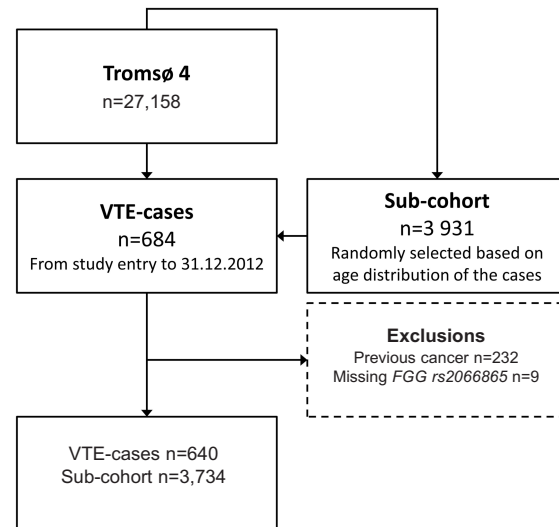 Tromsø 4
n=27,158
VTE-cases
n=684
From study entry to 31.12.2012
Sub-cohort
n=3 931
Randomly selected based on
age distribution of the cases
Exclusions
Previous cancer n=232
Missing FGG rs2066865 n=9
VTE-cases n=640
Sub-cohort n=3,734